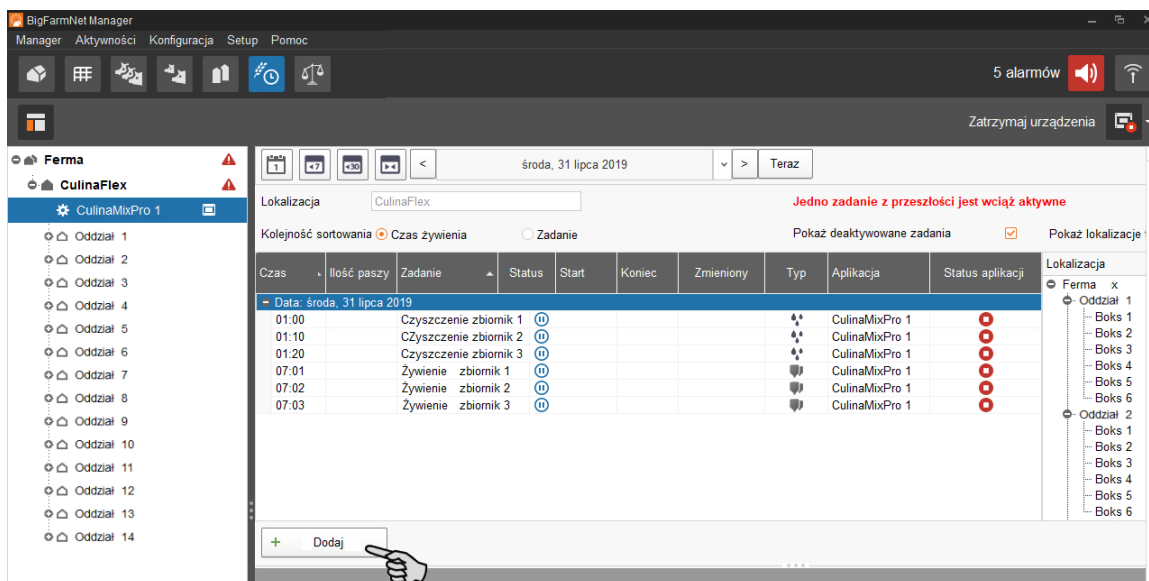 BigFarmNet Manager
Manager Aktywności Konfiguracja Setup Pomoc
5 alarmów
Zatrzymaj urządzenia
Ferma
CulinaFlex
CulinaMixPro 1
Oddział 1
Oddział 2
Oddział 3
Oddział 4
Oddział 5
Oddział 6
Oddział 7
Oddział 8
Oddział 9
Oddział 10
Oddział 11
Oddział 12
Oddział 13
Oddział 14
1 <7 <30 < środa, 31 lipca 2019 > Teraz
Lokalizacja CulinaFlex Jedno zadanie z przeszłości jest wciąż aktywne
Kolejność sortowania Czas żywienia Zadanie Pokaż deaktywowane zadania Pokaż lokalizacje
Czas Ilość paszy Zadanie Status Start Koniec Zmieniony Typ Aplikacja Status aplikacji
Data: środa, 31 lipca 2019
01:00 Czyszczenie zbiornik 1 CulinaMixPro 1
01:10 CZyszczenie zbiornik 2 CulinaMixPro 1
01:20 CZyszczenie zbiornik 3 CulinaMixPro 1
07:01 Żywienie zbiornik 1 CulinaMixPro 1
07:02 Żywienie zbiornik 2 CulinaMixPro 1
07:03 Żywienie zbiornik 3 CulinaMixPro 1
Lokalizacja
Ferma x
Oddział 1
Boks 1
Boks 2
Boks 3
Boks 4
Boks 5
Boks 6
Oddział 2
Boks 1
Boks 2
Boks 3
Boks 4
Boks 5
Boks 6
+ Dodaj